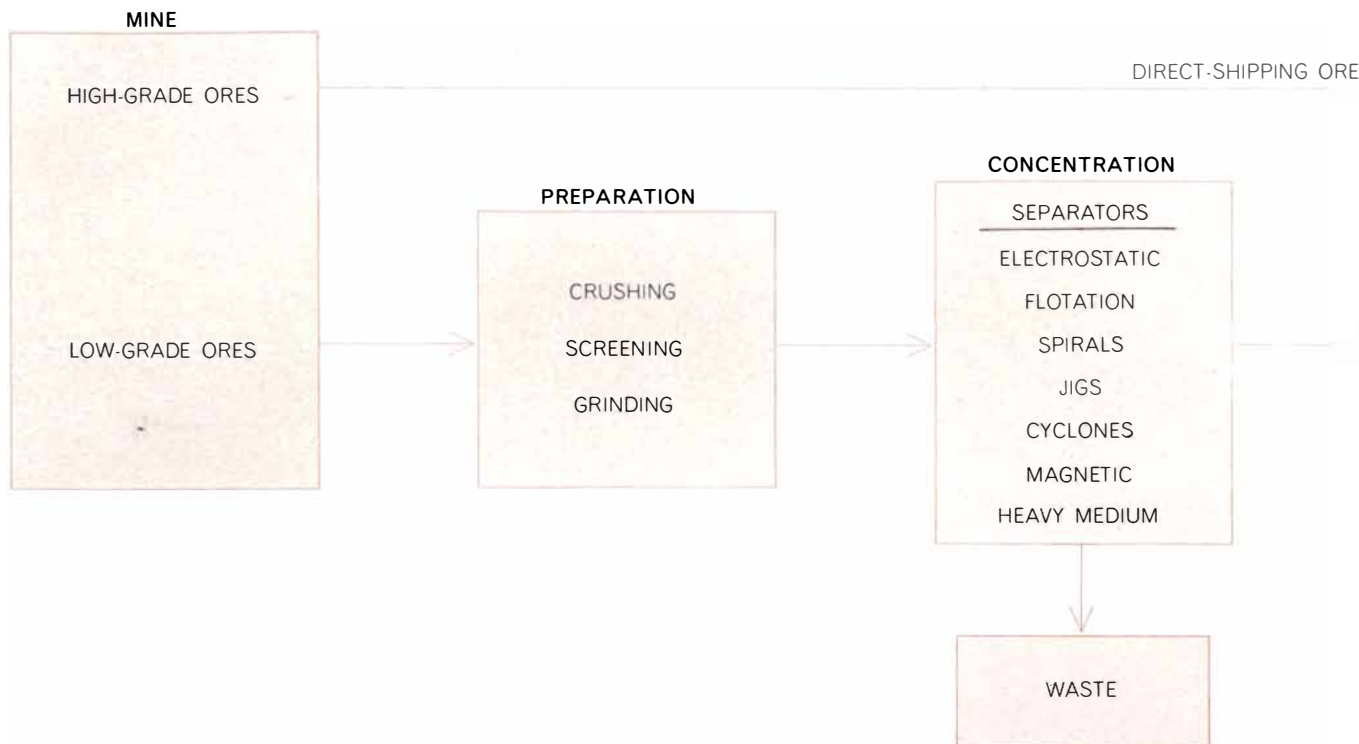 MINE
HIGH-GRADE ORES
LOW-GRADE ORES
DIRECT-SHIPPING ORE
PREPARATION
CRUSHING
SCREENING
GRINDING
CONCENTRATION
SEPARATORS
ELECTROSTATIC
FLOTATION
SPIRALS
JIGS
CYCLONES
MAGNETIC
HEAVY MEDIUM
WASTE